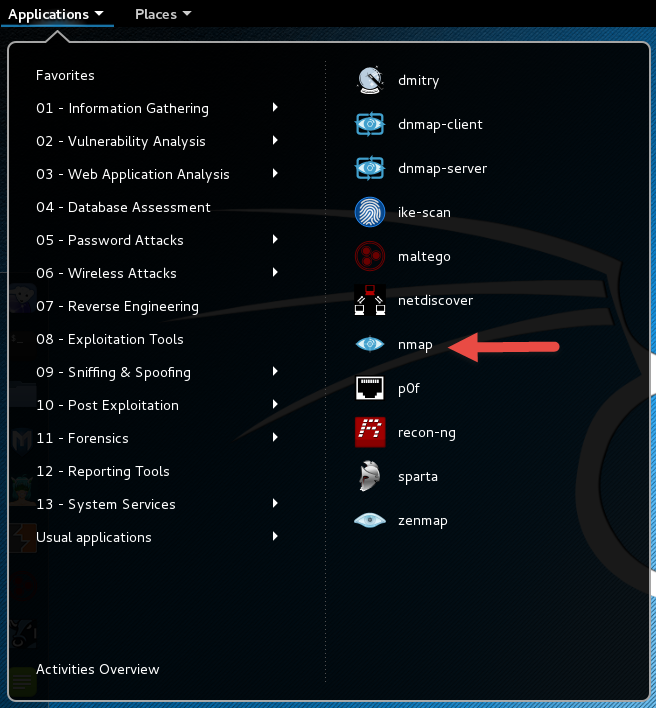 Applications
Places
Favorites
01 - Information Gathering
02 - Vulnerability Analysis
03 - Web Application Analysis
04 - Database Assessment
05 - Password Attacks
06 - Wireless Attacks
07 - Reverse Engineering
08 - Exploitation Tools
09 - Sniffing & Spoofing
10 - Post Exploitation
11 - Forensics
12 - Reporting Tools
13 - System Services
Usual applications
Activities Overview
dmitry
dnmap-client
dnmap-server
ike-scan
maltego
netdiscover
nmap
p0f
recon-ng
sparta
zenmap